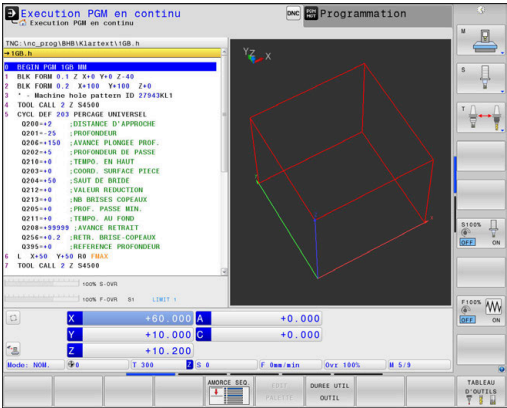 Execution PGM en continu
Execution PGM en continu
DNC
Programmation
TNC:\nc_prog\BHB\Klartext\1GB.h
→1GB.h
0 BEGIN PGM 1GB MM
1 BLK FORM 0.1 Z X+0 Y+0 Z-40
2 BLK FORM 0.2 X+100 Y+100 Z+0
3 * - Machine hole pattern ID 27943KL1
4 TOOL CALL 2 Z S4500
5 CYCL DEF 203 PERCAGE UNIVERSEL
Q200=+2 ;DISTANCE D'APPROCHE
Q201=-25 ;PROFONDEUR
Q206=+150 ;AVANCE PLONGEE PROF.
Q202=+5 ;PROFONDEUR DE PASSE
Q210=+0 ;TEMPO. EN HAUT
Q203=+0 ;COORD. SURFACE PIECE
Q204=+50 ;SAUT DE BRIDE
Q212=+0 ;VALEUR REDUCTION
Q213=+0 ;NB BRISES COPEAUX
Q205=+0 ;PROF. PASSE MIN.
Q211=+0 ;TEMPO. AU FOND
Q208=+99999 ;AVANCE RETRAIT
Q256=+0.2 ;RETR. BRISE-COPEAUX
Q395=+0 ;REFERENCE PROFONDEUR
6 L X+50 Y+50 R0 FMAX
7 TOOL CALL 2 Z S4500
Y Z X
100% S-OVR
100% F-OVR S1 LIMIT 1
X +60.000 A +0.000
Y +10.000 C +0.000
Z +10.200
Mode: NOM. 0 T 300 Z S 0 F 0mm/min Ovr 100% M 5/9
AMORCE SEQ.
EDIT PALETTE
DUREE UTIL OUTIL
TABLEAU D'OUTILS
M
S
T
S100%
OFF ON
F100%
OFF ON